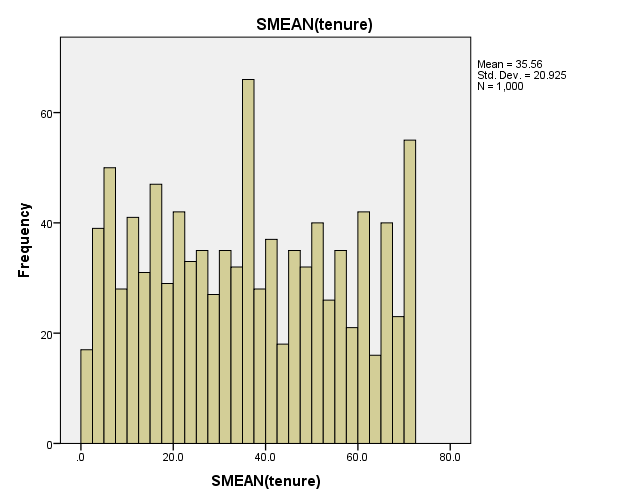 SMEAN(tenure)
Mean = 35.56
Std. Dev. = 20.925
N = 1,000
Frequency
60
40
20
0
.0 20.0 40.0 60.0 80.0
SMEAN(tenure)